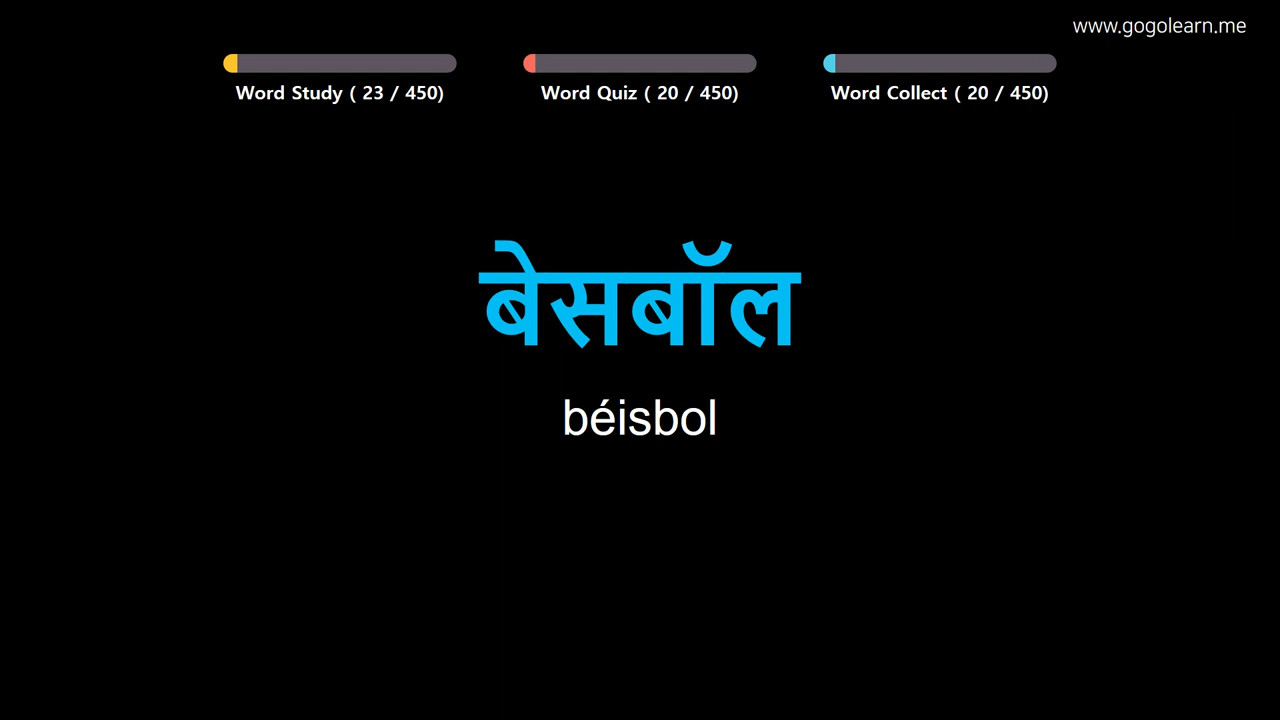 www.gogolearn.me
Word Study ( 23 / 450)
Word Quiz ( 20 / 450)
Word Collect ( 20 / 450)
बेसबॉल
béisbol